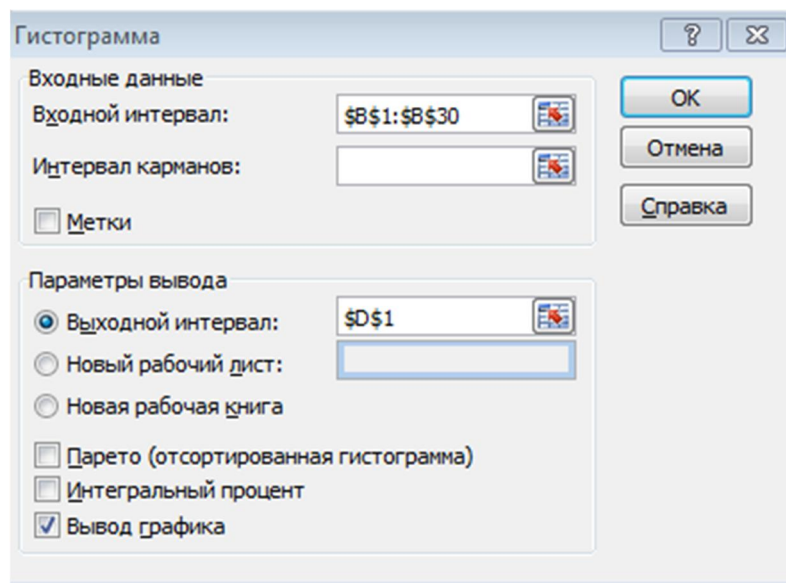 Гистограмма
Входные данные
Входной интервал:
$B$1:$B$30
Интервал карманов:
Метки
ОК
Отмена
Справка
Параметры вывода
Выходной интервал:
$D$1
Новый рабочий лист:
Новая рабочая книга
Парето (отсортированная гистограмма)
Интегральный процент
Вывод графика